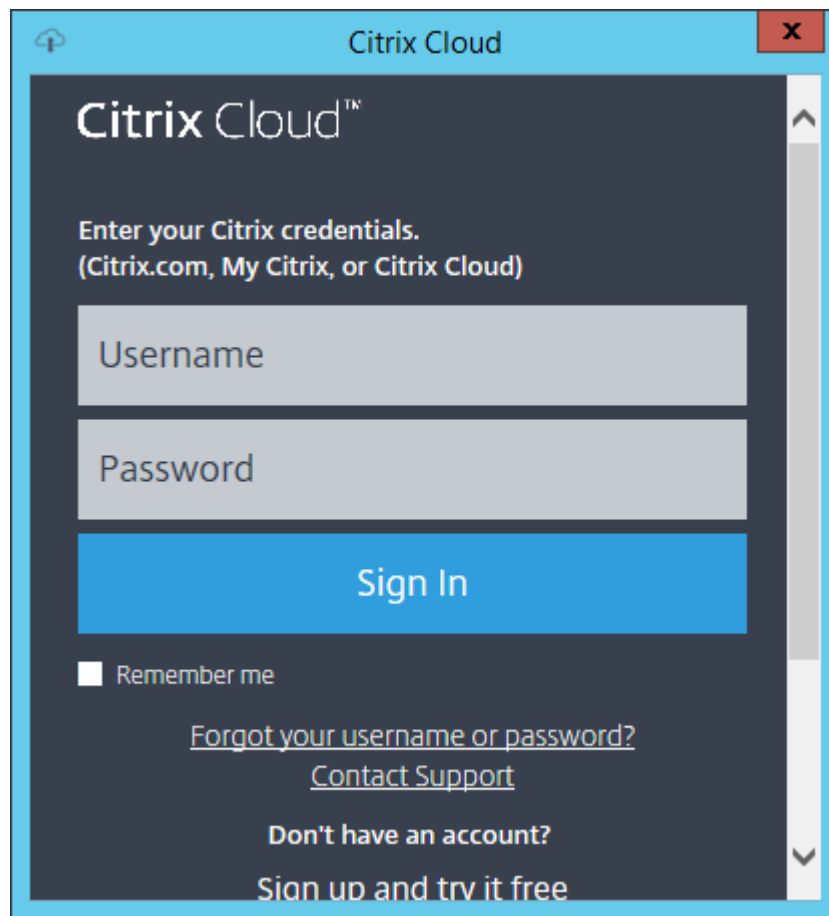 Citrix Cloud
x
Citrix Cloud™
Enter your Citrix credentials.
(Citrix.com, My Citrix, or Citrix Cloud)
Username
Password
Sign In
Remember me
Forgot your username or password?
Contact Support
Don't have an account?
Sign up and try it free